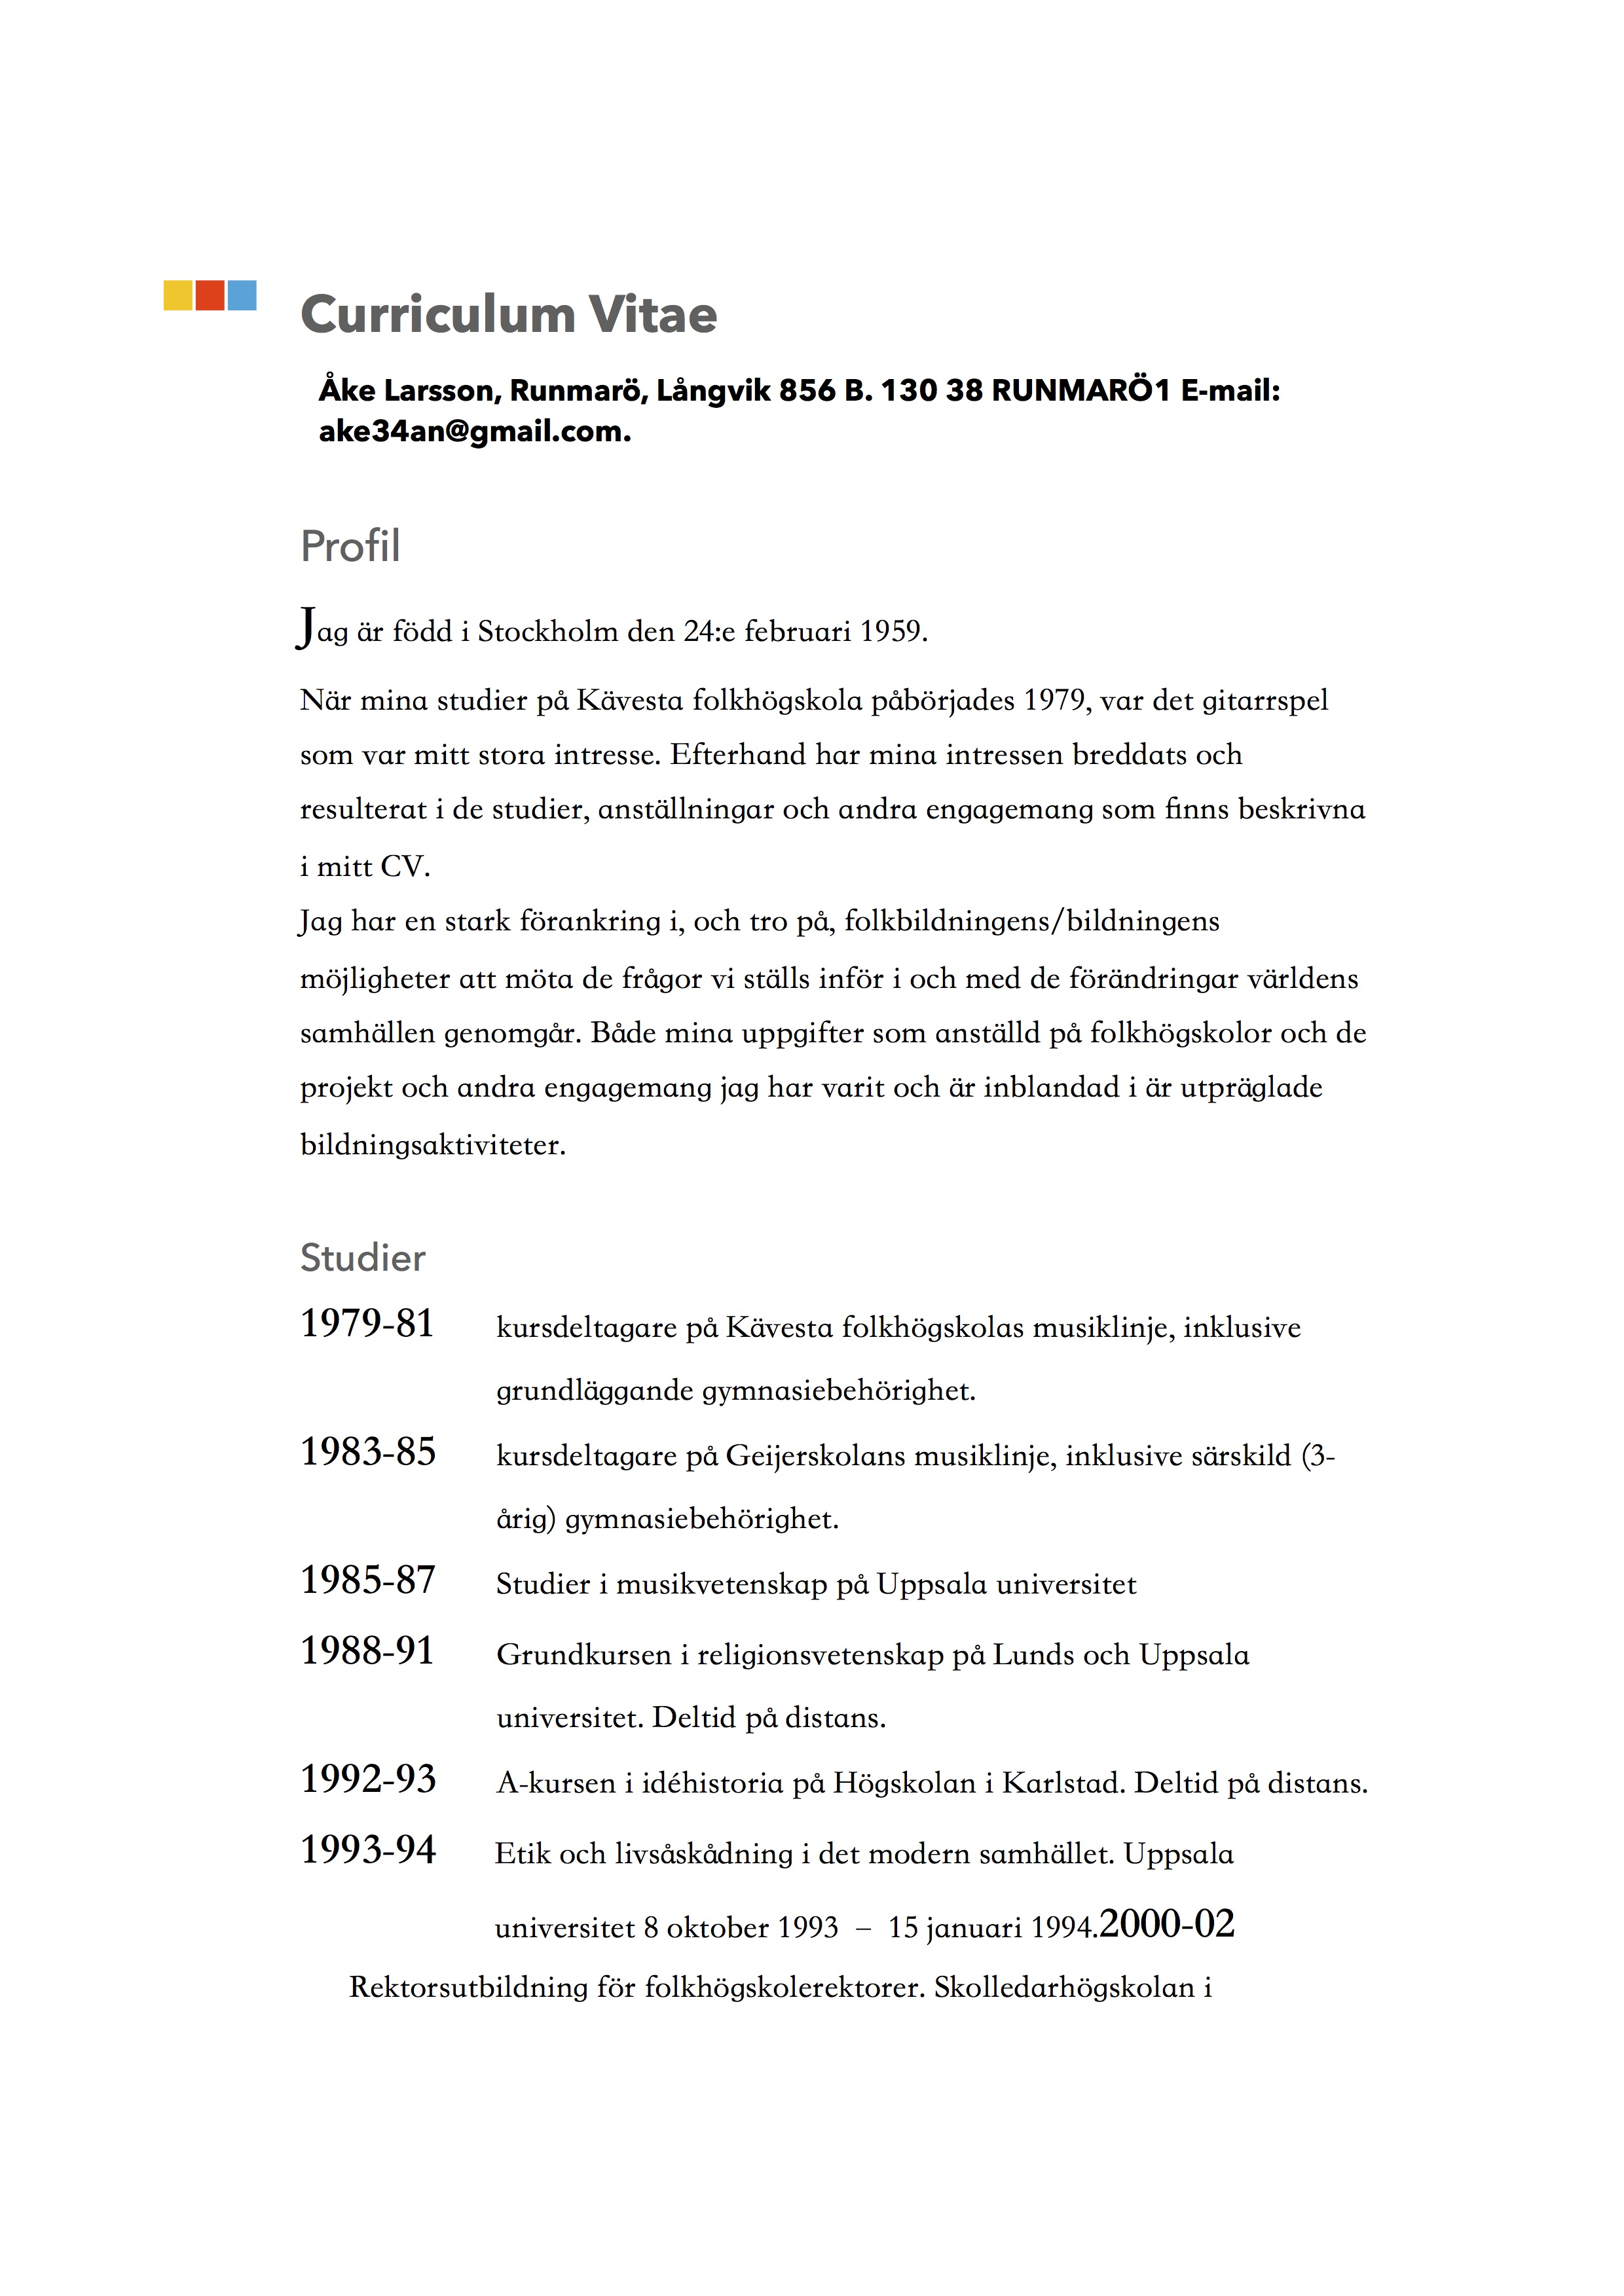 Curriculum Vitae
Åke Larsson, Runmarö, Långvik 856 B. 130 38 RUNMARÖ1 E-mail:
ake34an@gmail.com.
Profil
Jag är född i Stockholm den 24:e februari 1959.
När mina studier på Kävesta folkhögskola påbörjades 1979, var det gitarrspel
som var mitt stora intresse. Efterhand har mina intressen breddats och
resulterat i de studier, anställningar och andra engagemang som finns beskrivna
i mitt CV.
Jag har en stark förankring i, och tro på, folkbildningens/bildningens
möjligheter att möta de frågor vi ställs inför i och med de förändringar världens
samhällen genomgår. Både mina uppgifter som anställd på folkhögskolor och de
projekt och andra engagemang jag har varit och är inblandad i är utpräglade
bildningsaktiviteter.
Studier
1979-81 kursdeltagare på Kävesta folkhögskolas musiklinje, inklusive
grundläggande gymnasiebehörighet.
1983-85 kursdeltagare på Geijerskolans musiklinje, inklusive särskild (3-
årig) gymnasiebehörighet.
1985-87 Studier i musikvetenskap på Uppsala universitet
1988-91 Grundkursen i religionsvetenskap på Lunds och Uppsala
universitet. Deltid på distans.
1992-93 A-kursen i idéhistoria på Högskolan i Karlstad. Deltid på distans.
1993-94 Etik och livsåskådning i det modern samhället. Uppsala
universitet 8 oktober 1993 – 15 januari 1994.2000-02
Rektorsutbildning för folkhögskolerektorer. Skolledarhögskolan i